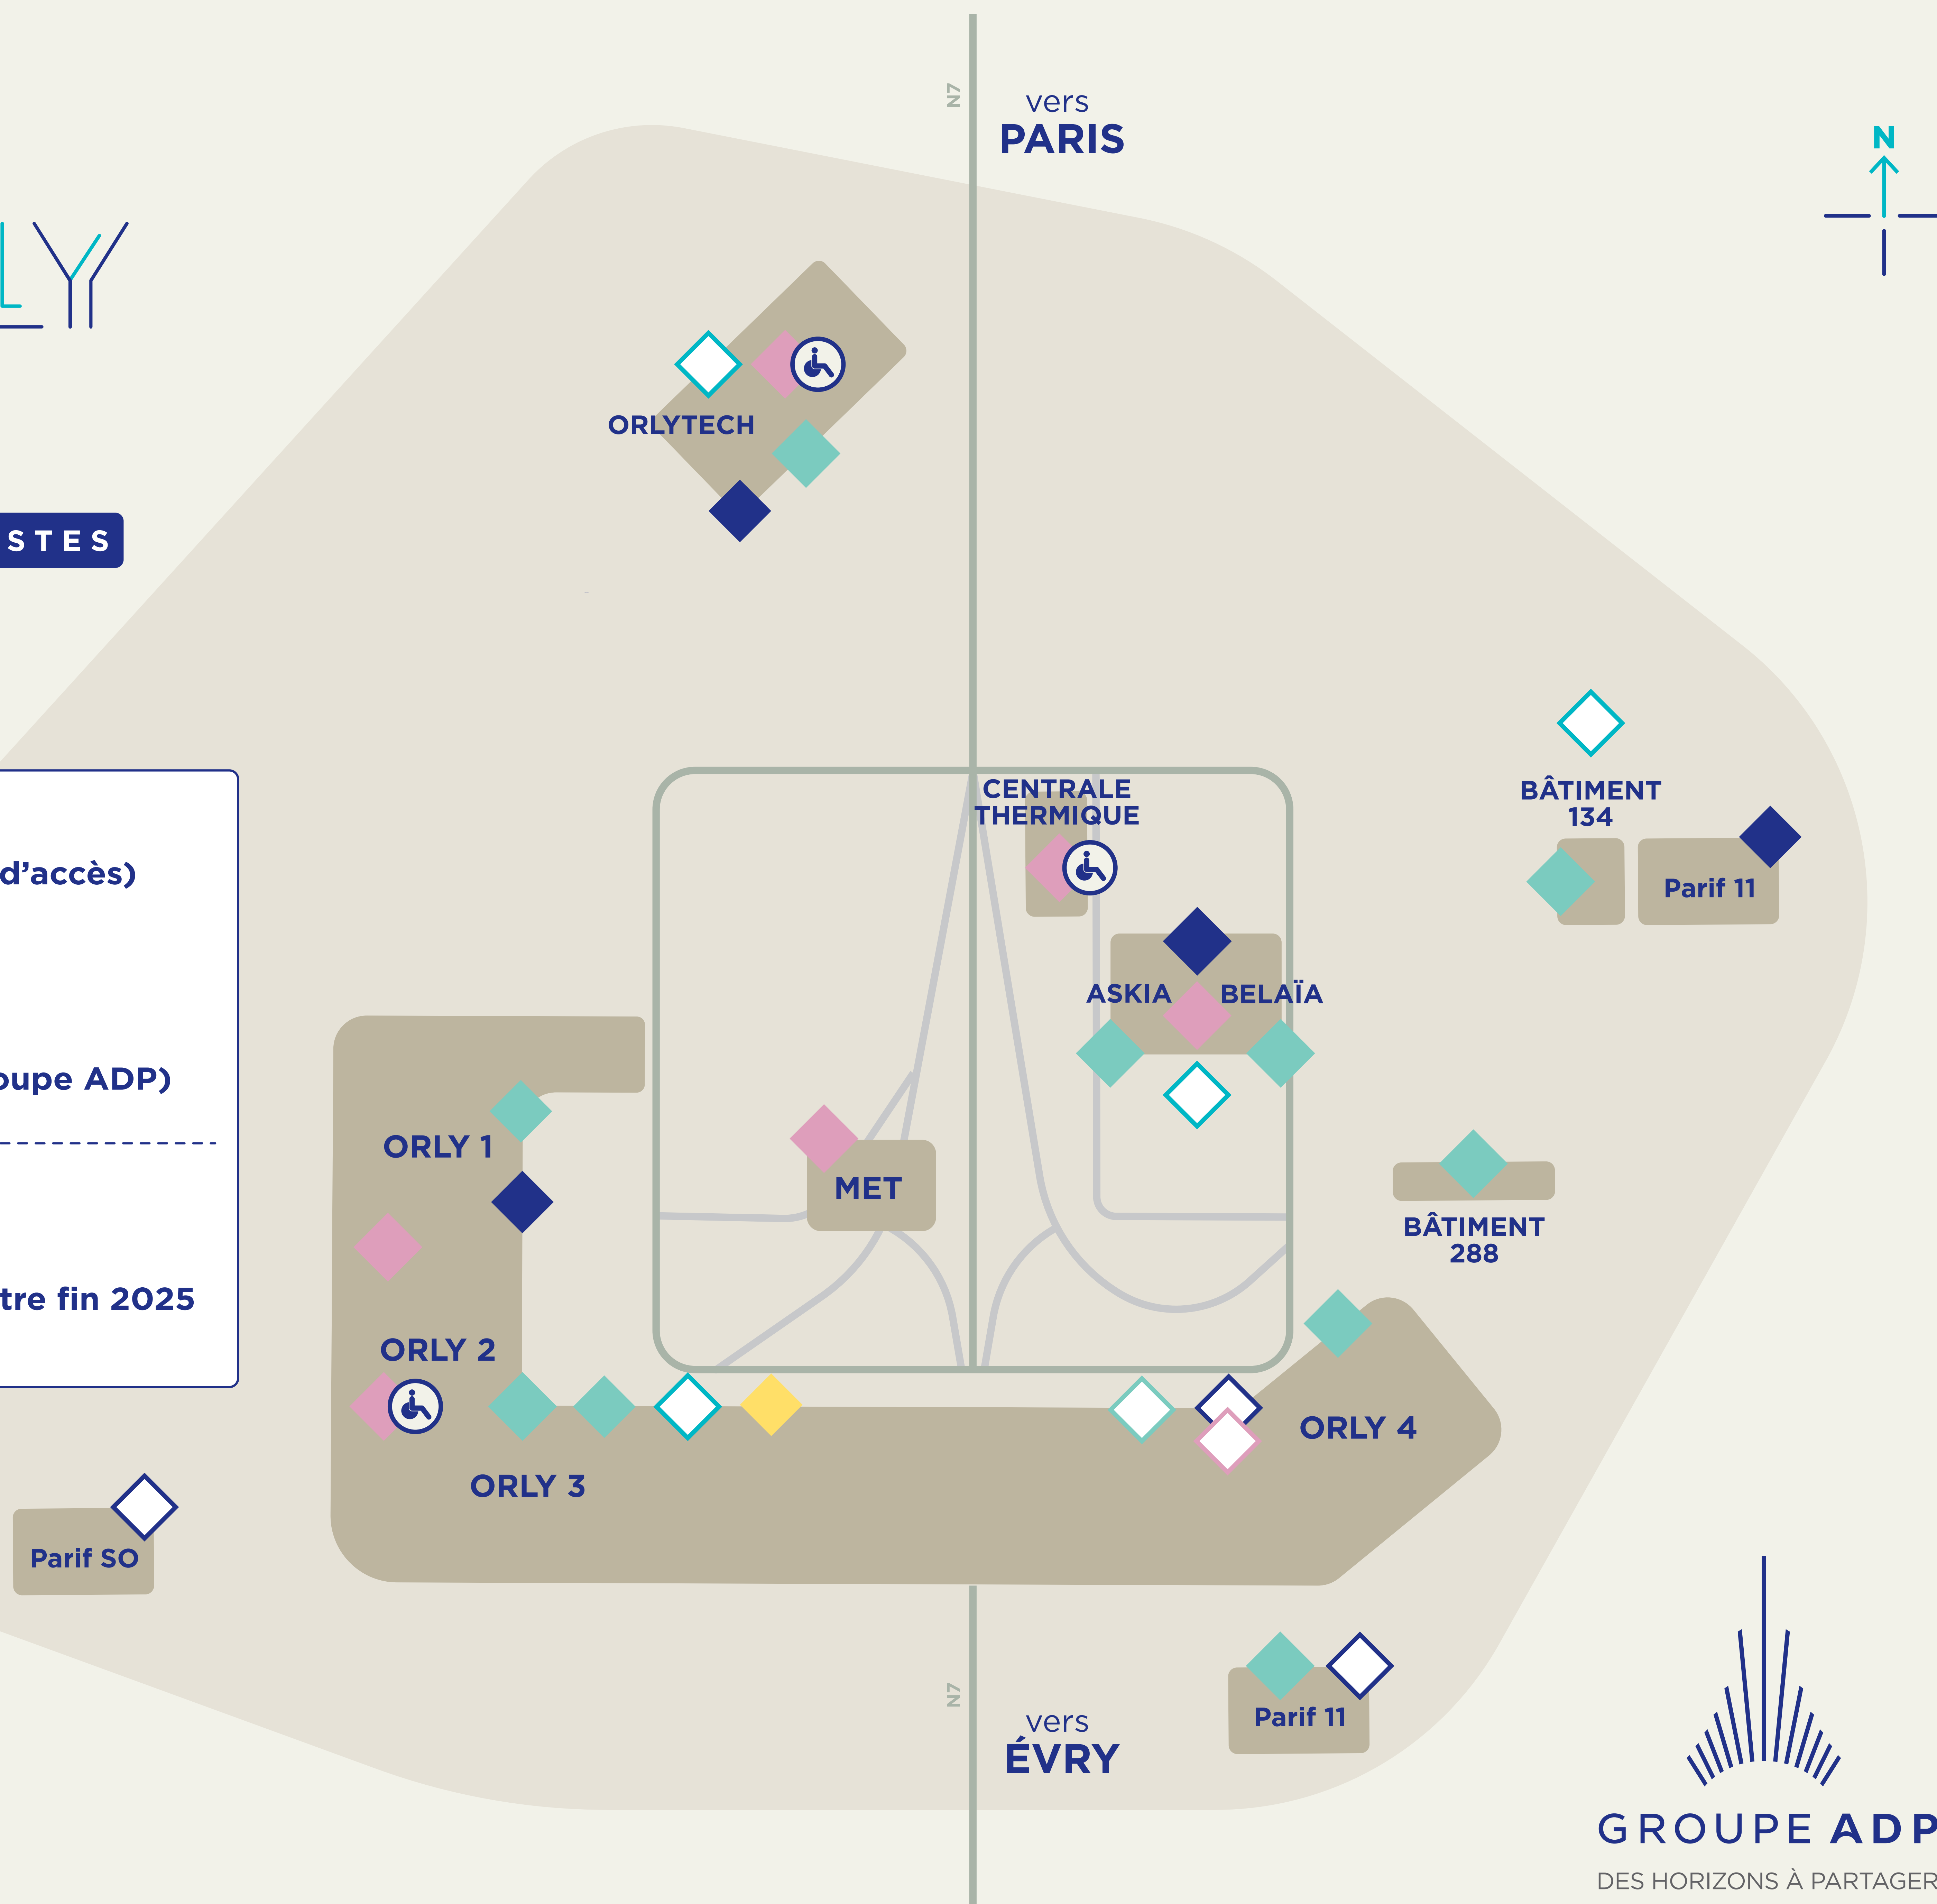 N7
vers
PARIS
N
LY
ORLYTECH
STES
CENTRALE
THERMIQUE
BÂTIMENT
134
Parif 11
d’accès)
ASKIA
BELAÏA
oupe ADP)
ORLY 1
MET
BÂTIMENT
288
tre fin 2025
ORLY 2
ORLY 4
ORLY 3
Parif SO
N7
vers
ÉVRY
Parif 11
GROUPE ADP
DES HORIZONS À PARTAGER